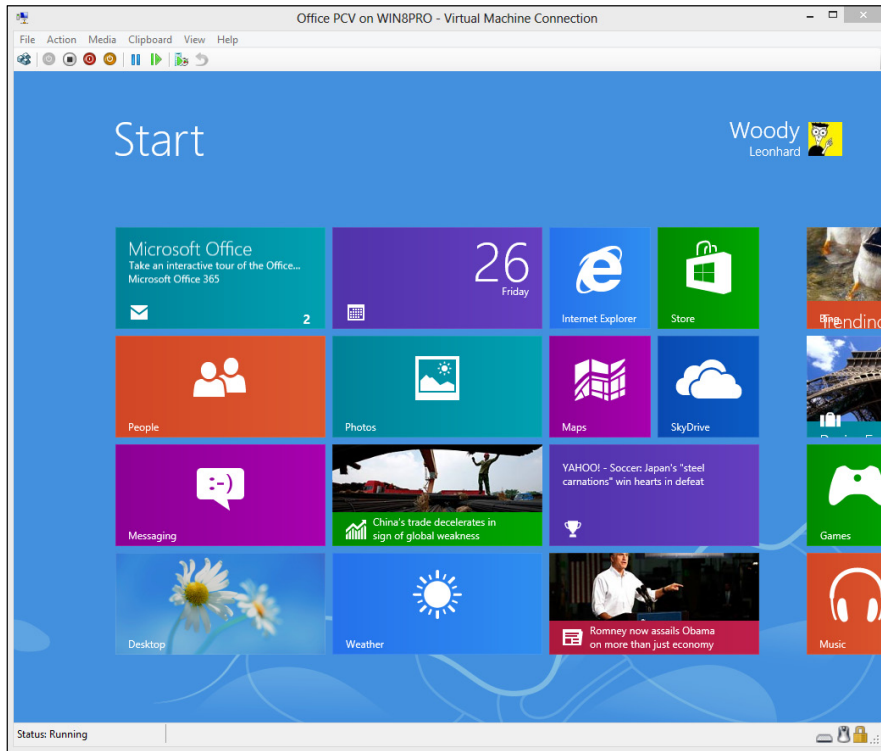 Office PCV on WIN8PRO - Virtual Machine Connection
File Action Media Clipboard View Help
Start
Woody
Leonhard
Microsoft Office
Take an interactive tour of the Office...
Microsoft Office 365
2
26
Friday
Internet Explorer
Store
Bing
Trending
People
Photos
Maps
SkyDrive
Messaging
China's trade decelerates in
sign of global weakness
YAHOO! - Soccer: Japan's "steel
carnations" win hearts in defeat
Games
Desktop
Weather
Romney now assails Obama
on more than just economy
Music
Status: Running